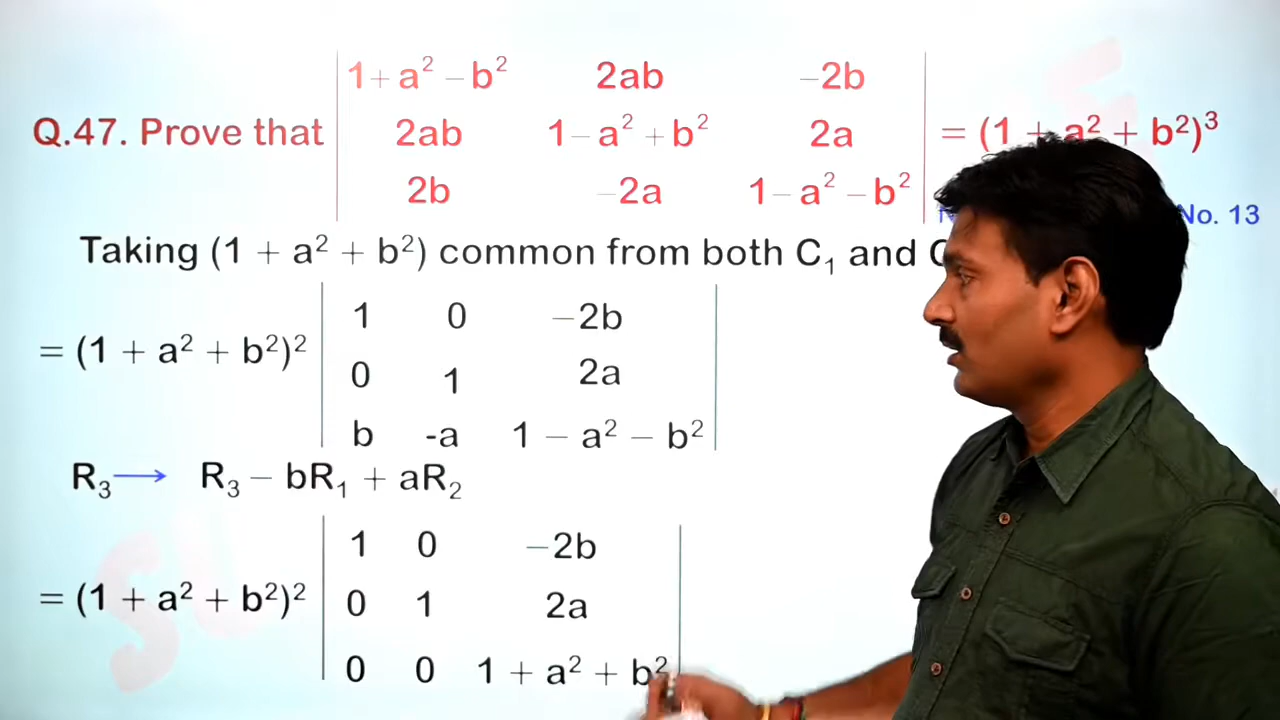 1 + a² − b² 2ab −2b
Q.47. Prove that 2ab 1 − a² + b² 2a = (1 + a² + b²)³
2b −2a 1 − a² − b²
No. 13
Taking (1 + a² + b²) common from both C₁ and
1 0 −2b
= (1 + a² + b²)² 0 1 2a
b -a 1 − a² − b²
R₃ → R₃ − bR₁ + aR₂
1 0 −2b
= (1 + a² + b²)² 0 1 2a
0 0 1 + a² + b²